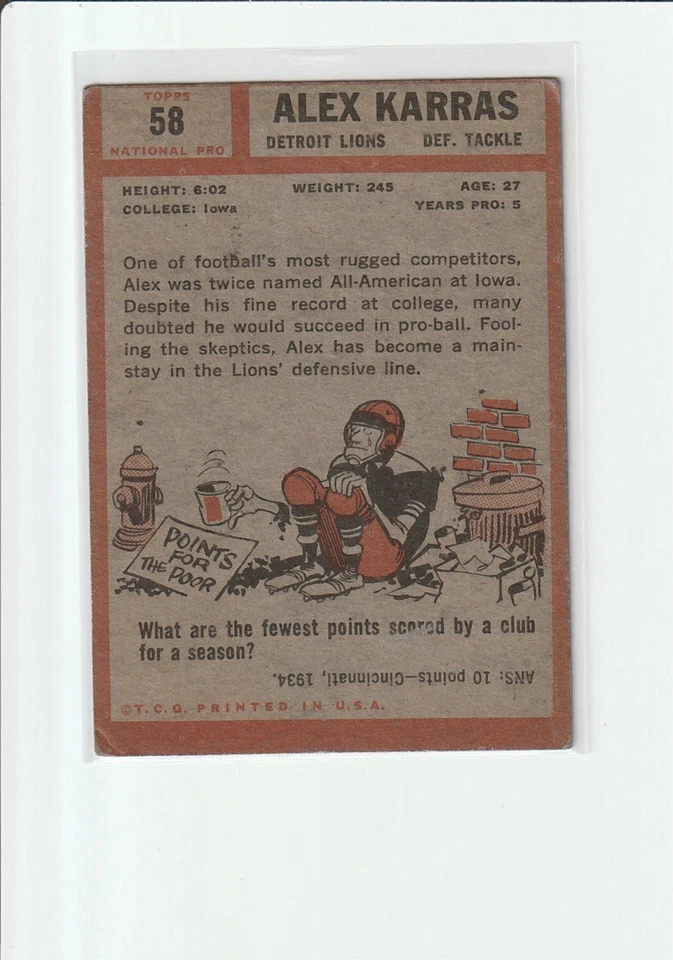 TOPPS
58
NATIONAL PRO
ALEX KARRAS
DETROIT LIONS DEF. TACKLE
HEIGHT: 6:02 WEIGHT: 245 AGE: 27
COLLEGE: Iowa YEARS PRO: 5
One of football's most rugged competitors,
Alex was twice named All-American at Iowa.
Despite his fine record at college, many
doubted he would succeed in pro-ball. Fool-
ing the skeptics, Alex has become a main-
stay in the Lions' defensive line.
POINTS
FOR
THE POOR
What are the fewest points scored by a club
for a season?
ANS: 10 points—Cincinnati, 1934.
©T.C.G. PRINTED IN U.S.A.